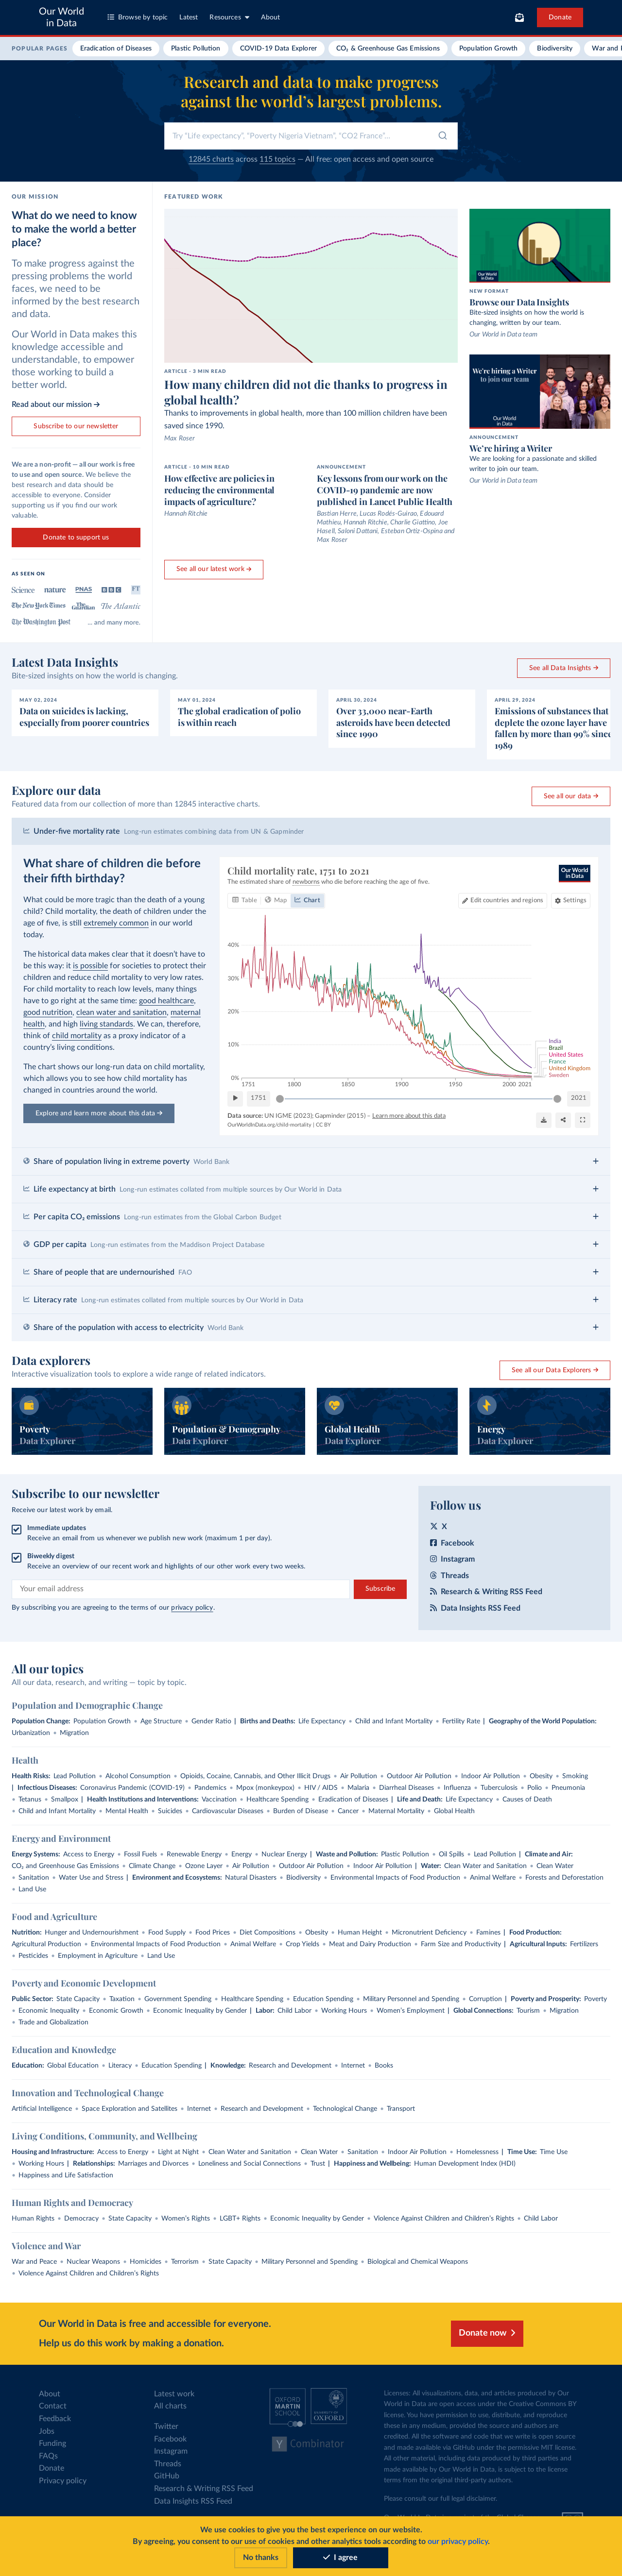 Our World
in Data
Browse by topic
Latest
Resources
About
Donate
POPULAR PAGES
Eradication of Diseases
Plastic Pollution
COVID-19 Data Explorer
CO₂ & Greenhouse Gas Emissions
Population Growth
Biodiversity
War and
Research and data to make progress
against the world’s largest problems.
Try “Life expectancy”, “Poverty Nigeria Vietnam”, “CO2 France”...
12845 charts across 115 topics — All free: open access and open source
OUR MISSION
What do we need to know
to make the world a better
place?
To make progress against the
pressing problems the world
faces, we need to be
informed by the best research
and data.
Our World in Data makes this
knowledge accessible and
understandable, to empower
those working to build a
better world.
Read about our mission →
Subscribe to our newsletter
We are a non-profit — all our work is free
to use and open source. We believe the
best research and data should be
accessible to everyone. Consider
supporting us if you find our work
valuable.
Donate to support us
AS SEEN ON
Science nature PNAS BBC FT
The New York Times The Guardian The Atlantic
The Washington Post ... and many more.
FEATURED WORK
ARTICLE - 3 MIN READ
How many children did not die thanks to progress in
global health?
Thanks to improvements in global health, more than 100 million children have been
saved since 1990.
Max Roser
ARTICLE - 10 MIN READ
How effective are policies in
reducing the environmental
impacts of agriculture?
Hannah Ritchie
ANNOUNCEMENT
Key lessons from our work on the
COVID-19 pandemic are now
published in Lancet Public Health
Bastian Herre, Lucas Rodés-Guirao, Edouard
Mathieu, Hannah Ritchie, Charlie Giattino, Joe
Hasell, Saloni Dattani, Esteban Ortiz-Ospina and
Max Roser
See all our latest work →
Our World
in Data
NEW FORMAT
Browse our Data Insights
Bite-sized insights on how the world is
changing, written by our team.
Our World in Data team
We’re hiring a Writer
to join our team
Our World
in Data
ANNOUNCEMENT
We’re hiring a Writer
We are looking for a passionate and skilled
writer to join our team.
Our World in Data team
Latest Data Insights
Bite-sized insights on how the world is changing.
See all Data Insights →
MAY 02, 2024
Data on suicides is lacking,
especially from poorer countries
MAY 01, 2024
The global eradication of polio
is within reach
APRIL 30, 2024
Over 33,000 near-Earth
asteroids have been detected
since 1990
APRIL 29, 2024
Emissions of substances that
deplete the ozone layer have
fallen by more than 99% since
1989
Explore our data
Featured data from our collection of more than 12845 interactive charts.
See all our data →
Under-five mortality rate Long-run estimates combining data from UN & Gapminder
What share of children die before
their fifth birthday?
What could be more tragic than the death of a young
child? Child mortality, the death of children under the
age of five, is still extremely common in our world
today.
The historical data makes clear that it doesn’t have to
be this way: it is possible for societies to protect their
children and reduce child mortality to very low rates.
For child mortality to reach low levels, many things
have to go right at the same time: good healthcare,
good nutrition, clean water and sanitation, maternal
health, and high living standards. We can, therefore,
think of child mortality as a proxy indicator of a
country’s living conditions.
The chart shows our long-run data on child mortality,
which allows you to see how child mortality has
changed in countries around the world.
Explore and learn more about this data →
Child mortality rate, 1751 to 2021
The estimated share of newborns who die before reaching the age of five.
Our World
in Data
Table
Map
Chart
Edit countries and regions
Settings
40%
30%
20%
10%
0%
1751 1800 1850 1900 1950 2000 2021
India
Brazil
United States
France
United Kingdom
Sweden
1751
2021
Data source: UN IGME (2023); Gapminder (2015) – Learn more about this data
OurWorldInData.org/child-mortality | CC BY
Share of population living in extreme poverty World Bank
Life expectancy at birth Long-run estimates collated from multiple sources by Our World in Data
Per capita CO₂ emissions Long-run estimates from the Global Carbon Budget
GDP per capita Long-run estimates from the Maddison Project Database
Share of people that are undernourished FAO
Literacy rate Long-run estimates collated from multiple sources by Our World in Data
Share of the population with access to electricity World Bank
Data explorers
Interactive visualization tools to explore a wide range of related indicators.
See all our Data Explorers →
Poverty
Data Explorer
Population & Demography
Data Explorer
Global Health
Data Explorer
Energy
Data Explorer
Subscribe to our newsletter
Receive our latest work by email.
Immediate updates
Receive an email from us whenever we publish new work (maximum 1 per day).
Biweekly digest
Receive an overview of our recent work and highlights of our other work every two weeks.
Your email address
Subscribe
By subscribing you are agreeing to the terms of our privacy policy.
Follow us
X
Facebook
Instagram
Threads
Research & Writing RSS Feed
Data Insights RSS Feed
All our topics
All our data, research, and writing — topic by topic.
Population and Demographic Change
Population Change: Population Growth • Age Structure • Gender Ratio | Births and Deaths: Life Expectancy • Child and Infant Mortality • Fertility Rate | Geography of the World Population:
Urbanization • Migration
Health
Health Risks: Lead Pollution • Alcohol Consumption • Opioids, Cocaine, Cannabis, and Other Illicit Drugs • Air Pollution • Outdoor Air Pollution • Indoor Air Pollution • Obesity • Smoking
| Infectious Diseases: Coronavirus Pandemic (COVID-19) • Pandemics • Mpox (monkeypox) • HIV / AIDS • Malaria • Diarrheal Diseases • Influenza • Tuberculosis • Polio • Pneumonia
• Tetanus • Smallpox | Health Institutions and Interventions: Vaccination • Healthcare Spending • Eradication of Diseases | Life and Death: Life Expectancy • Causes of Death
• Child and Infant Mortality • Mental Health • Suicides • Cardiovascular Diseases • Burden of Disease • Cancer • Maternal Mortality • Global Health
Energy and Environment
Energy Systems: Access to Energy • Fossil Fuels • Renewable Energy • Energy • Nuclear Energy | Waste and Pollution: Plastic Pollution • Oil Spills • Lead Pollution | Climate and Air:
CO₂ and Greenhouse Gas Emissions • Climate Change • Ozone Layer • Air Pollution • Outdoor Air Pollution • Indoor Air Pollution | Water: Clean Water and Sanitation • Clean Water
• Sanitation • Water Use and Stress | Environment and Ecosystems: Natural Disasters • Biodiversity • Environmental Impacts of Food Production • Animal Welfare • Forests and Deforestation
• Land Use
Food and Agriculture
Nutrition: Hunger and Undernourishment • Food Supply • Food Prices • Diet Compositions • Obesity • Human Height • Micronutrient Deficiency • Famines | Food Production:
Agricultural Production • Environmental Impacts of Food Production • Animal Welfare • Crop Yields • Meat and Dairy Production • Farm Size and Productivity | Agricultural Inputs: Fertilizers
• Pesticides • Employment in Agriculture • Land Use
Poverty and Economic Development
Public Sector: State Capacity • Taxation • Government Spending • Healthcare Spending • Education Spending • Military Personnel and Spending • Corruption | Poverty and Prosperity: Poverty
• Economic Inequality • Economic Growth • Economic Inequality by Gender | Labor: Child Labor • Working Hours • Women’s Employment | Global Connections: Tourism • Migration
• Trade and Globalization
Education and Knowledge
Education: Global Education • Literacy • Education Spending | Knowledge: Research and Development • Internet • Books
Innovation and Technological Change
Artificial Intelligence • Space Exploration and Satellites • Internet • Research and Development • Technological Change • Transport
Living Conditions, Community, and Wellbeing
Housing and Infrastructure: Access to Energy • Light at Night • Clean Water and Sanitation • Clean Water • Sanitation • Indoor Air Pollution • Homelessness | Time Use: Time Use
• Working Hours | Relationships: Marriages and Divorces • Loneliness and Social Connections • Trust | Happiness and Wellbeing: Human Development Index (HDI)
• Happiness and Life Satisfaction
Human Rights and Democracy
Human Rights • Democracy • State Capacity • Women’s Rights • LGBT+ Rights • Economic Inequality by Gender • Violence Against Children and Children’s Rights • Child Labor
Violence and War
War and Peace • Nuclear Weapons • Homicides • Terrorism • State Capacity • Military Personnel and Spending • Biological and Chemical Weapons
• Violence Against Children and Children’s Rights
Our World in Data is free and accessible for everyone.
Help us do this work by making a donation.
Donate now
About
Contact
Feedback
Jobs
Funding
FAQs
Donate
Privacy policy
Latest work
All charts
Twitter
Facebook
Instagram
Threads
GitHub
Research & Writing RSS Feed
Data Insights RSS Feed
OXFORD
MARTIN
SCHOOL
UNIVERSITY OF
OXFORD
Y Combinator
Licenses: All visualizations, data, and articles produced by Our
World in Data are open access under the Creative Commons BY
license. You have permission to use, distribute, and reproduce
these in any medium, provided the source and authors are
credited. All the software and code that we write is open source
and made available via GitHub under the permissive MIT license.
All other material, including data produced by third parties and
made available by Our World in Data, is subject to the license
terms from the original third-party authors.
Please consult our full legal disclaimer.
We use cookies to give you the best experience on our website.
By agreeing, you consent to our use of cookies and other analytics tools according to our privacy policy.
No thanks
I agree